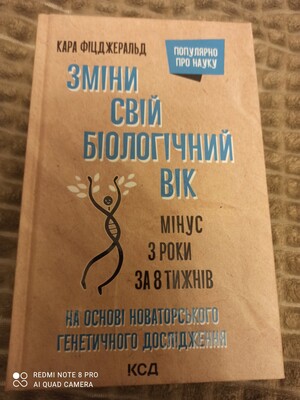 КАРА ФІЦДЖЕРАЛЬД
ПОПУЛЯРНО
ПРО НАУКУ
ЗМІНИ
СВІЙ
БІОЛОГІЧНИЙ
ВІК
МІНУС
3 РОКИ
ЗА 8 ТИЖНІВ
НА ОСНОВІ НОВАТОРСЬКОГО
ГЕНЕТИЧНОГО ДОСЛІДЖЕННЯ
КСД
REDMI NOTE 8 PRO
AI QUAD CAMERA